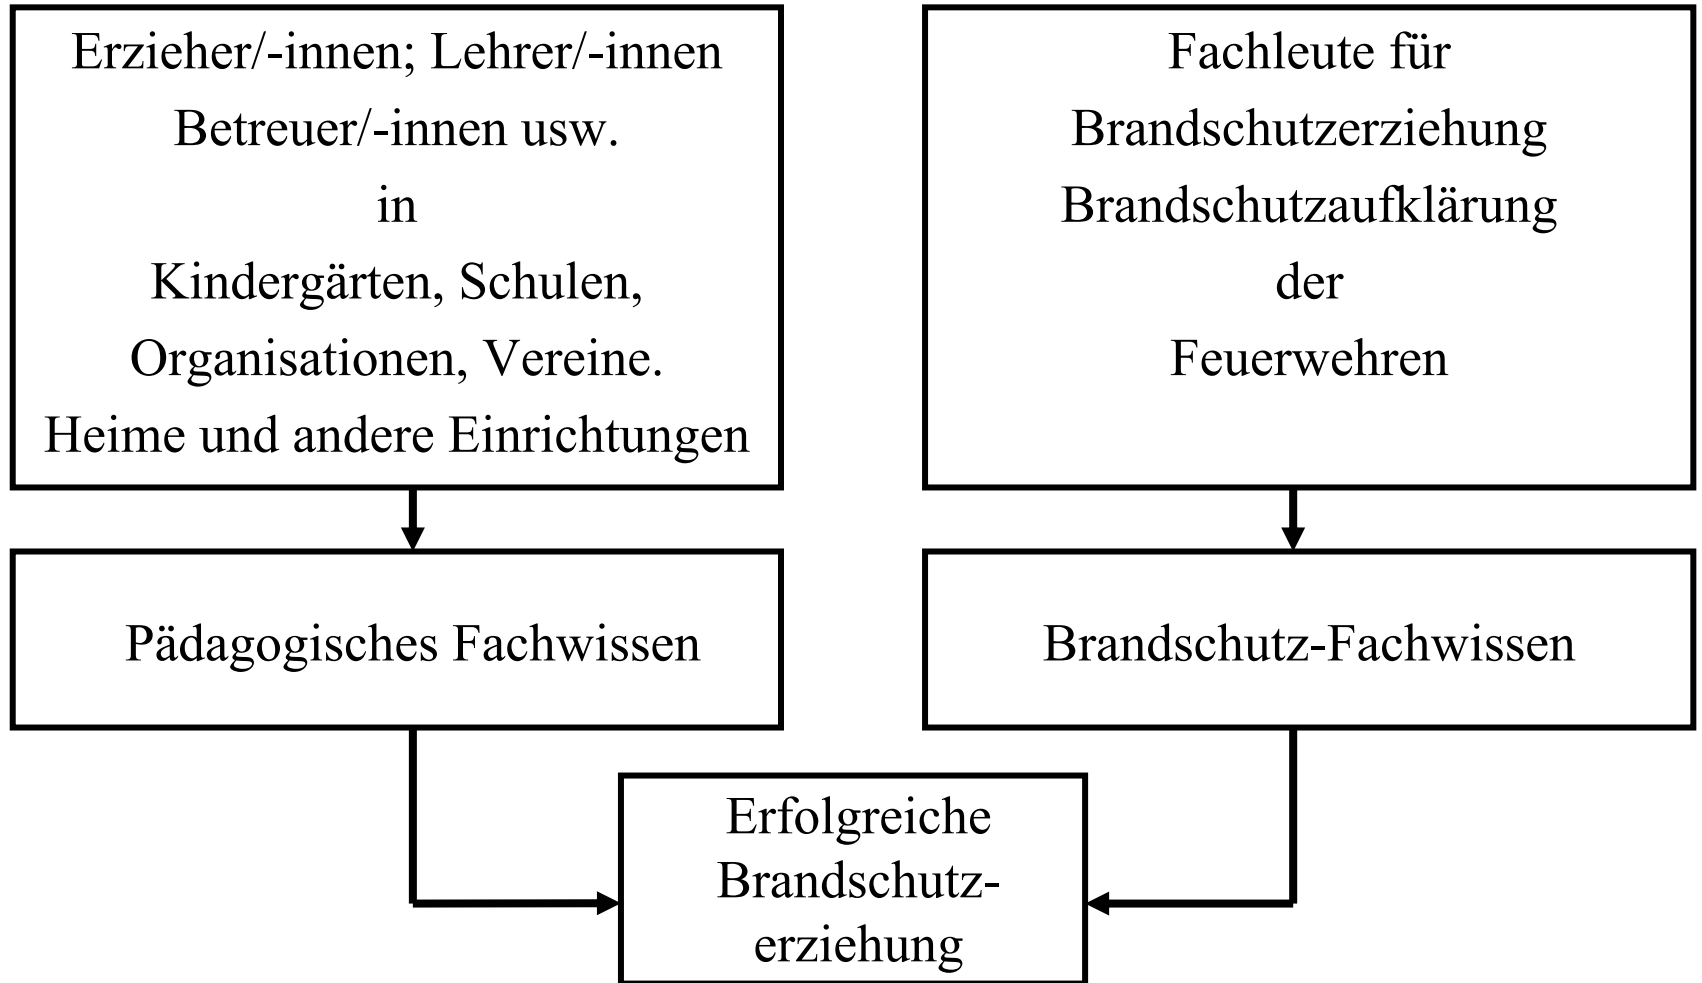 Erzieher/-innen; Lehrer/-innen
Betreuer/-innen usw.
in
Kindergärten, Schulen,
Organisationen, Vereine.
Heime und andere Einrichtungen
Fachleute für
Brandschutzerziehung
Brandschutzaufklärung
der
Feuerwehren
Pädagogisches Fachwissen
Brandschutz-Fachwissen
Erfolgreiche
Brandschutz-
erziehung